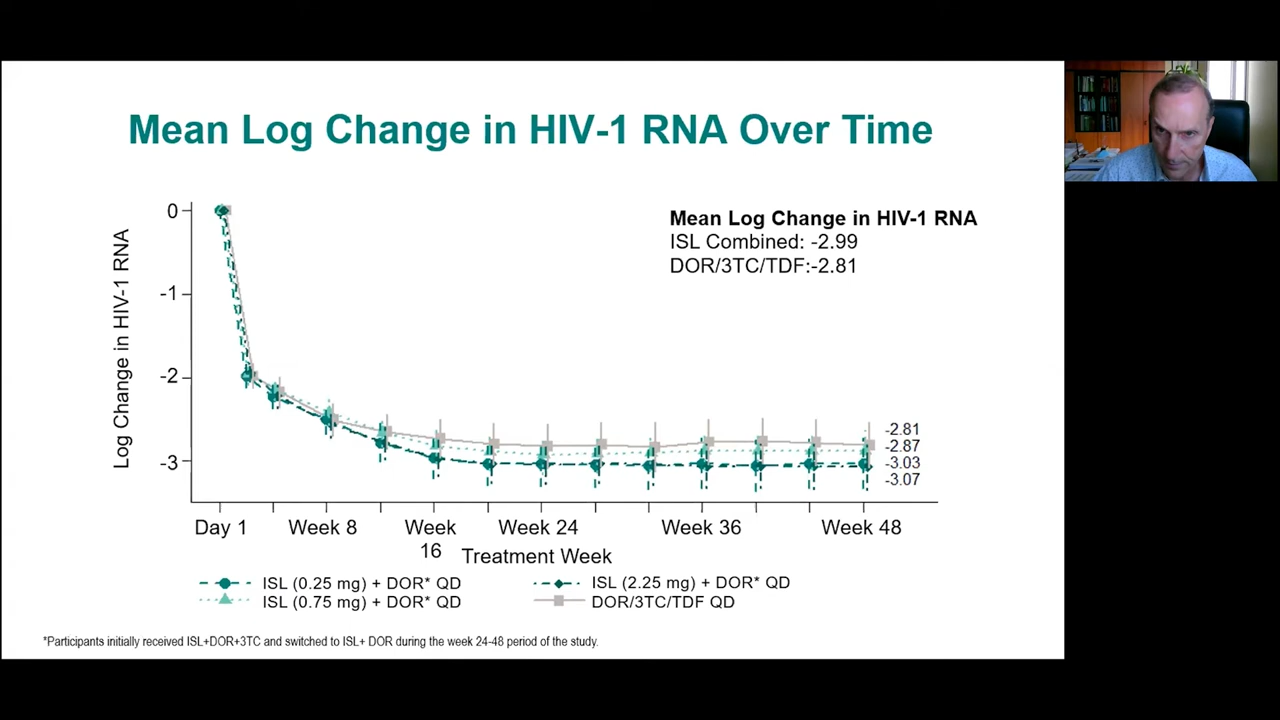 Mean Log Change in HIV-1 RNA Over Time
Mean Log Change in HIV-1 RNA
ISL Combined: -2.99
DOR/3TC/TDF:-2.81
Log Change in HIV-1 RNA
0
-1
-2
-3
-2.81
-2.87
-3.03
-3.07
Day 1
Week 8
Week
16
Week 24
Week 36
Week 48
Treatment Week
ISL (0.25 mg) + DOR* QD
ISL (2.25 mg) + DOR* QD
ISL (0.75 mg) + DOR* QD
DOR/3TC/TDF QD
*Participants initially received ISL+DOR+3TC and switched to ISL+ DOR during the week 24-48 period of the study.